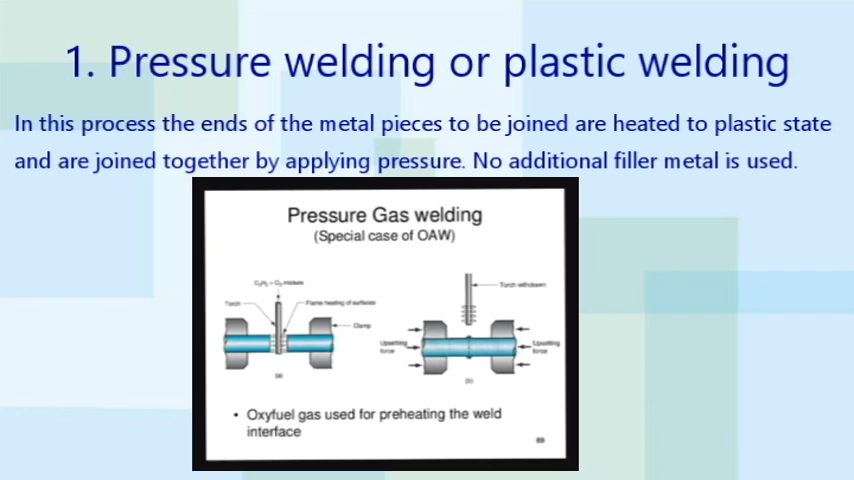 1. Pressure welding or plastic welding
In this process the ends of the metal pieces to be joined are heated to plastic state
and are joined together by applying pressure. No additional filler metal is used.
Pressure Gas welding
(Special case of OAW)
C₂H₂ + O₂ mixture
Torch withdrawn
Torch
Flame heating of surfaces
Clamp
Upsetting
force
Upsetting
force
(a)
(b)
• Oxyfuel gas used for preheating the weld
interface